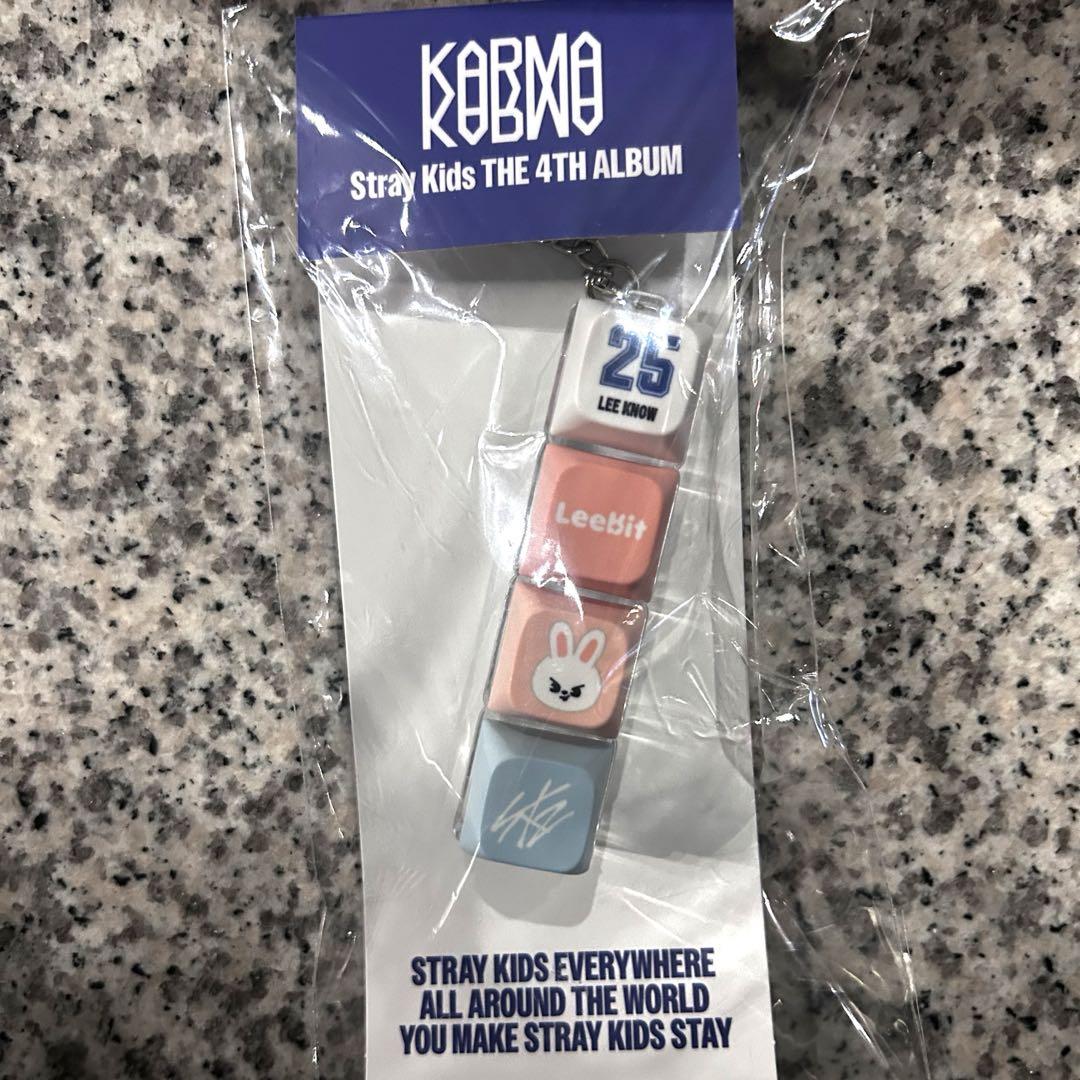 KARMA
Stray Kids THE 4TH ALBUM
25
LEE KNOW
LeeBit
SKZ
STRAY KIDS EVERYWHERE
ALL AROUND THE WORLD
YOU MAKE STRAY KIDS STAY